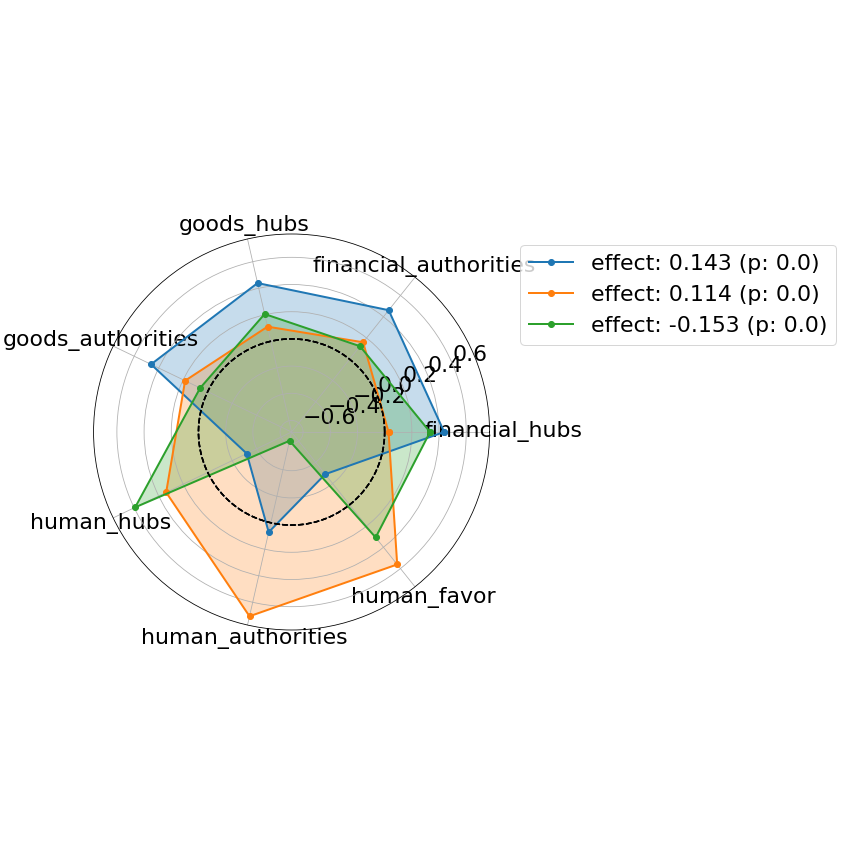 goods_hubs
financial_authorities
effect: 0.143 (p: 0.0)
effect: 0.114 (p: 0.0)
effect: -0.153 (p: 0.0)
goods_authorities
0.6
0.4
0.2
0.0
−0.2
−0.4
−0.6
financial_hubs
human_hubs
human_favor
human_authorities